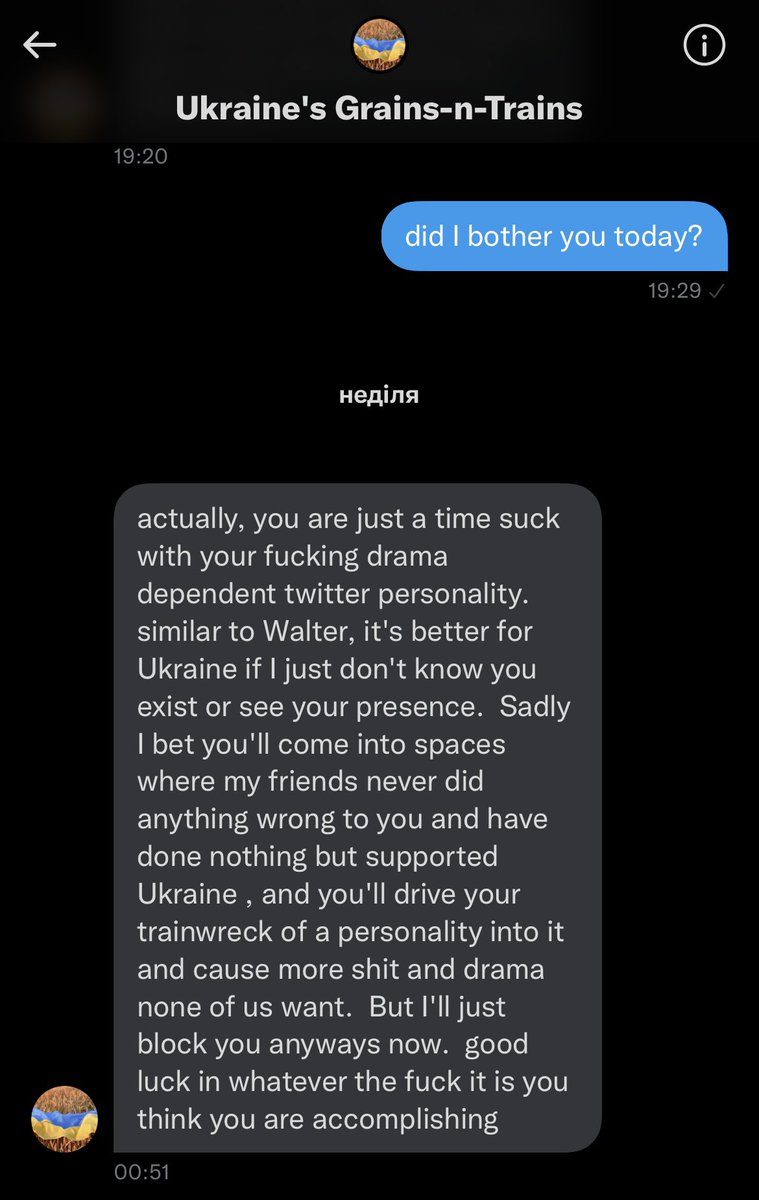 Ukraine's Grains-n-Trains
19:20
did I bother you today?
19:29
неділя
actually, you are just a time suck
with your fucking drama
dependent twitter personality.
similar to Walter, it's better for
Ukraine if I just don't know you
exist or see your presence.  Sadly
I bet you'll come into spaces
where my friends never did
anything wrong to you and have
done nothing but supported
Ukraine , and you'll drive your
trainwreck of a personality into it
and cause more shit and drama
none of us want.  But I'll just
block you anyways now.  good
luck in whatever the fuck it is you
think you are accomplishing
00:51